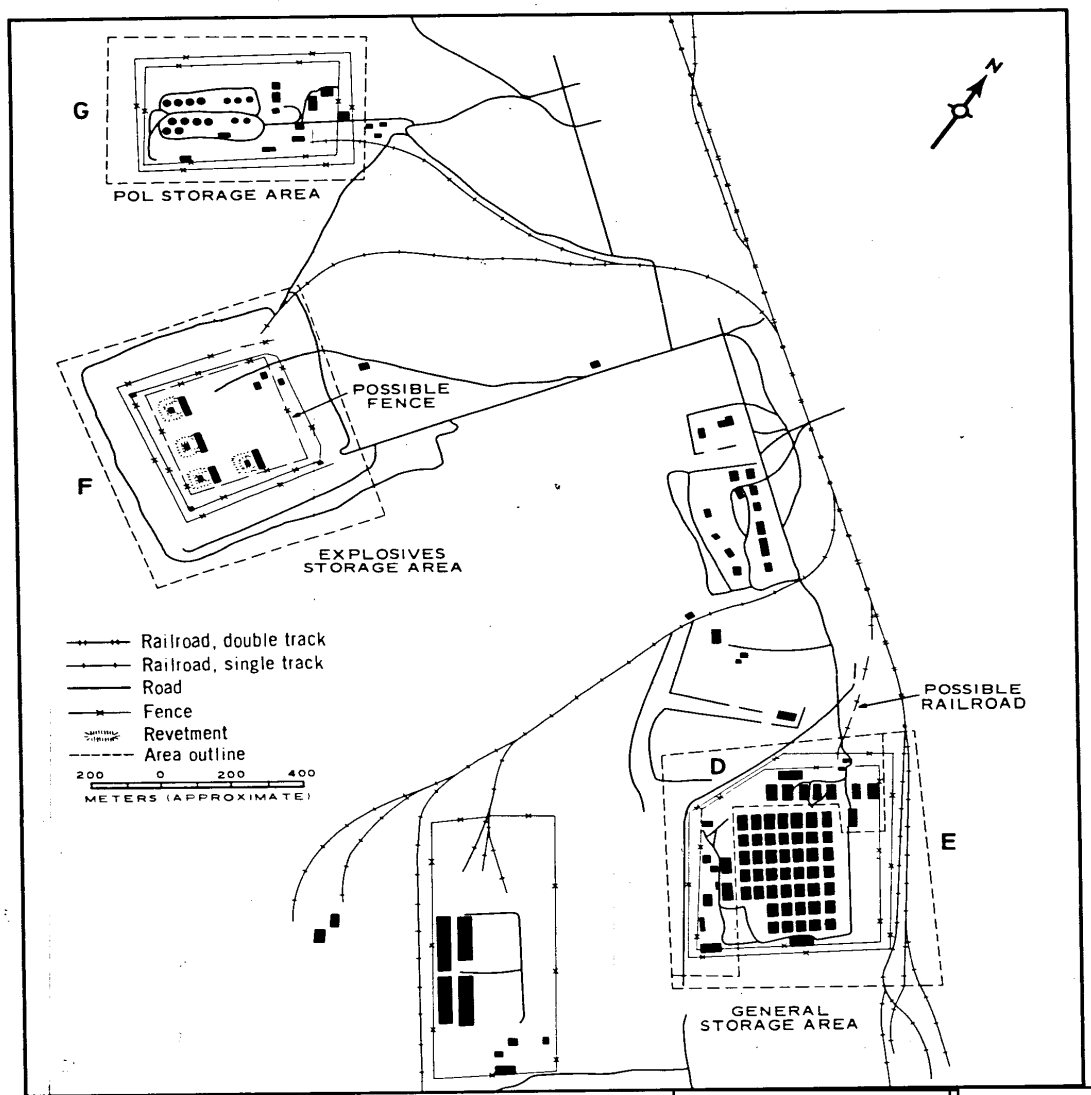 N
G
POL STORAGE AREA
POSSIBLE
FENCE
F
EXPLOSIVES
STORAGE AREA
Railroad, double track
Railroad, single track
Road
Fence
Revetment
Area outline
200 0 200 400
METERS (APPROXIMATE)
POSSIBLE
RAILROAD
D
E
GENERAL
STORAGE AREA